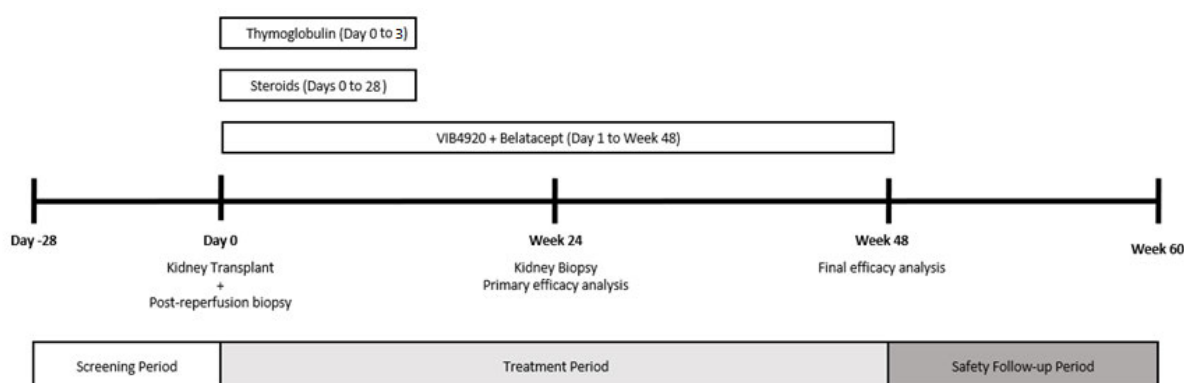 Thymoglobulin (Day 0 to 3)
Steroids (Days 0 to 28)
VIB4920 + Belatacept (Day 1 to Week 48)
Day -28
Day 0
Week 24
Week 48
Week 60
Kidney Transplant
+
Post-reperfusion biopsy
Kidney Biopsy
Primary efficacy analysis
Final efficacy analysis
Screening Period
Treatment Period
Safety Follow-up Period